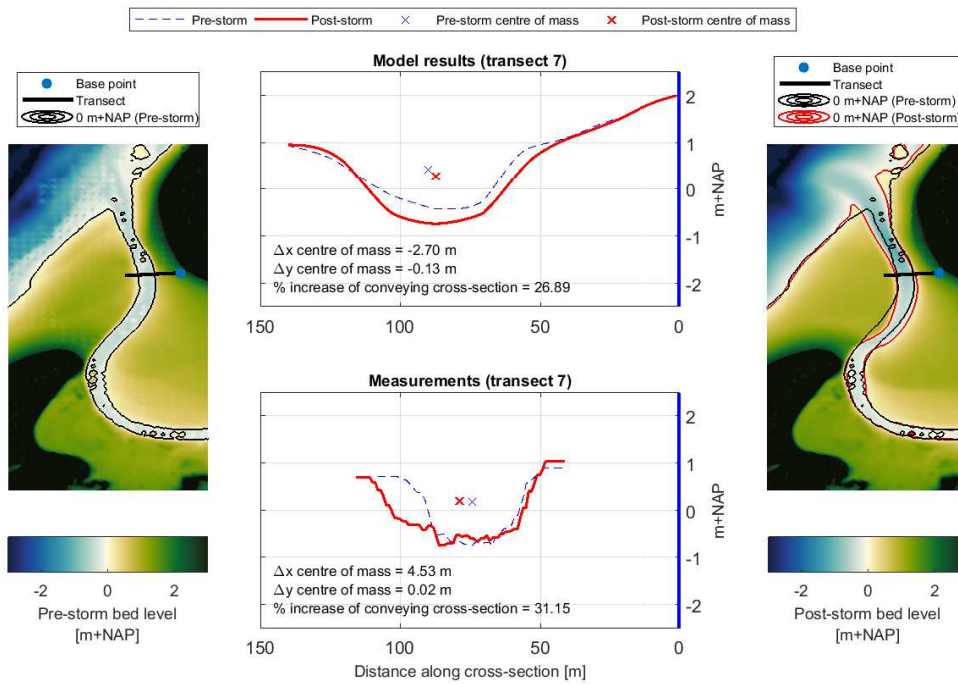 Pre-storm Post-storm Pre-storm centre of mass Post-storm centre of mass
Base point
Transect
0 m+NAP (Pre-storm)
Model results (transect 7)
2
1
0
-1
-2
m+NAP
Δx centre of mass = -2.70 m
Δy centre of mass = -0.13 m
% increase of conveying cross-section = 26.89
150 100 50 0
Base point
Transect
0 m+NAP (Pre-storm)
0 m+NAP (Post-storm)
Measurements (transect 7)
2
1
0
-1
-2
m+NAP
Δx centre of mass = 4.53 m
Δy centre of mass = 0.02 m
% increase of conveying cross-section = 31.15
150 100 50 0
Distance along cross-section [m]
-2 0 2
Pre-storm bed level
[m+NAP]
-2 0 2
Post-storm bed level
[m+NAP]